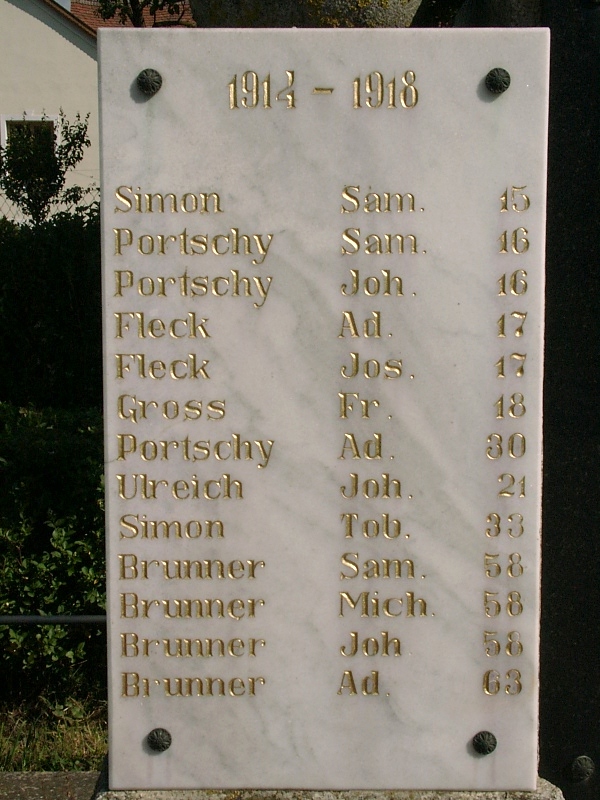 1914 - 1918
Simon Sam. 15
Portschy Sam. 16
Portschy Joh. 16
Fleck Ad. 17
Fleck Jos. 17
Gross Fr. 18
Portschy Ad. 30
Ulreich Joh. 21
Simon Tob. 33
Brunner Sam. 58
Brunner Mich. 58
Brunner Joh 58
Brunner Ad. 63